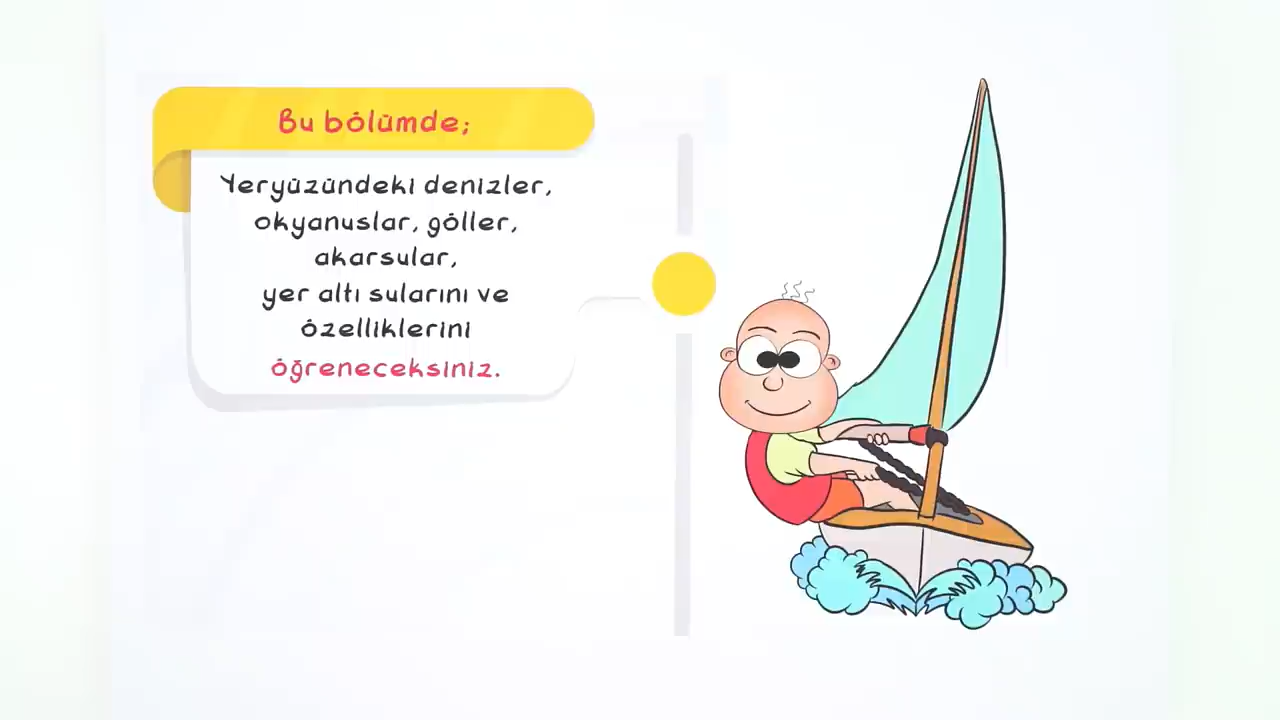 Bu bölümde;
Yeryüzündeki denizler,
okyanuslar, göller,
akarsular,
yer altı sularını ve
özelliklerini
öğreneceksiniz.